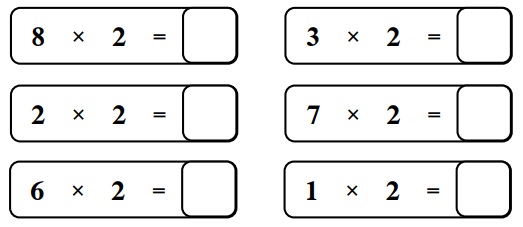 8 × 2 =
3 × 2 =
2 × 2 =
7 × 2 =
6 × 2 =
1 × 2 =